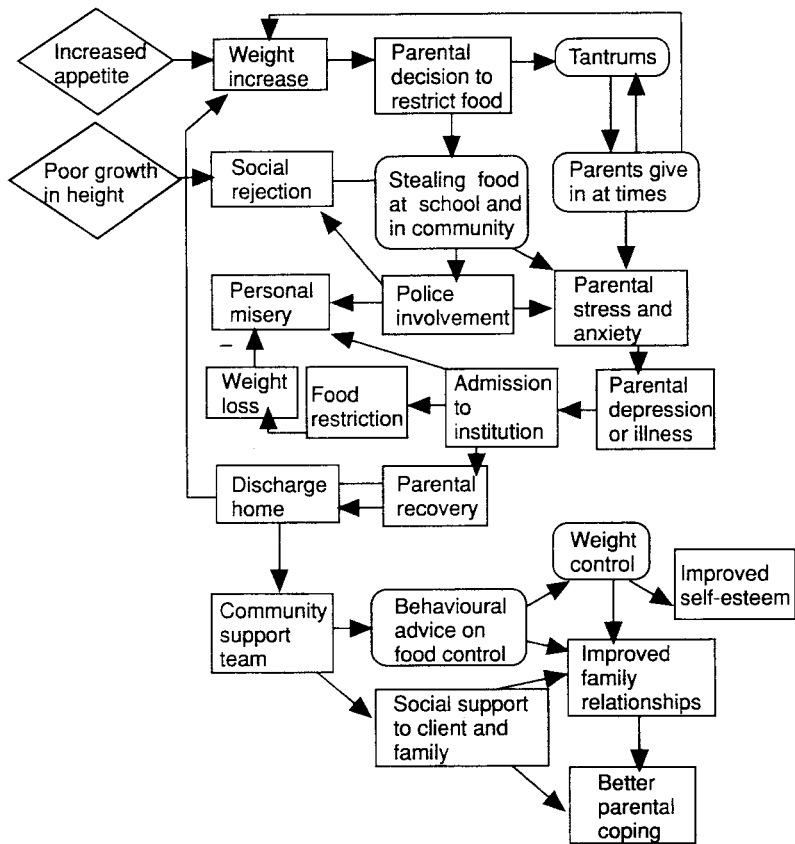 Increased
appetite
Weight
increase
Parental
decision to
restrict food
Tantrums
Poor growth
in height
Social
rejection
Stealing food
at school and
in community
Parents give
in at times
Personal
misery
Police
involvement
Parental
stress and
anxiety
Weight
loss
Food
restriction
Admission
to
institution
Parental
depression
or illness
Discharge
home
Parental
recovery
Weight
control
Improved
self-esteem
Community
support
team
Behavioural
advice on
food control
Improved
family
relationships
Social support
to client and
family
Better
parental
coping